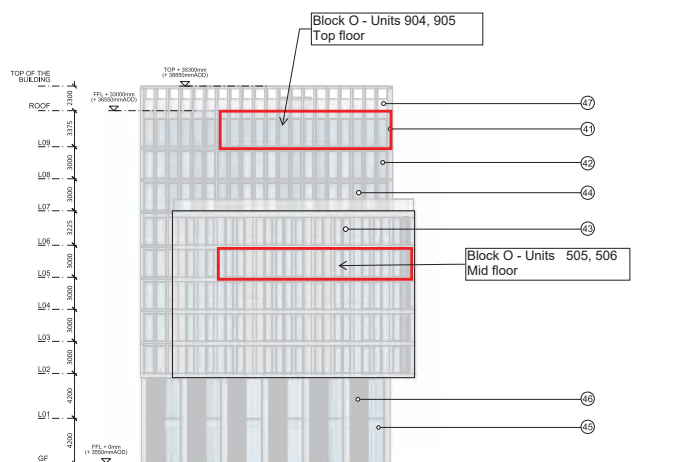 Block O - Units 904, 905
Top floor
TOP + 35300mm
(+ 38850mmAOD)
TOP OF THE
BUILDING
FFL + 33000mm
(+ 36550mmAOD)
2300
47
ROOF
3375
41
L09
3000
42
L08
3000
44
L07
3225
43
L06
Block O - Units 505, 506
Mid floor
3000
L05
3000
L04
3000
L03
3000
L02
4200
46
L01
45
4200
FFL + 0mm
(+ 3550mmAOD)
GF